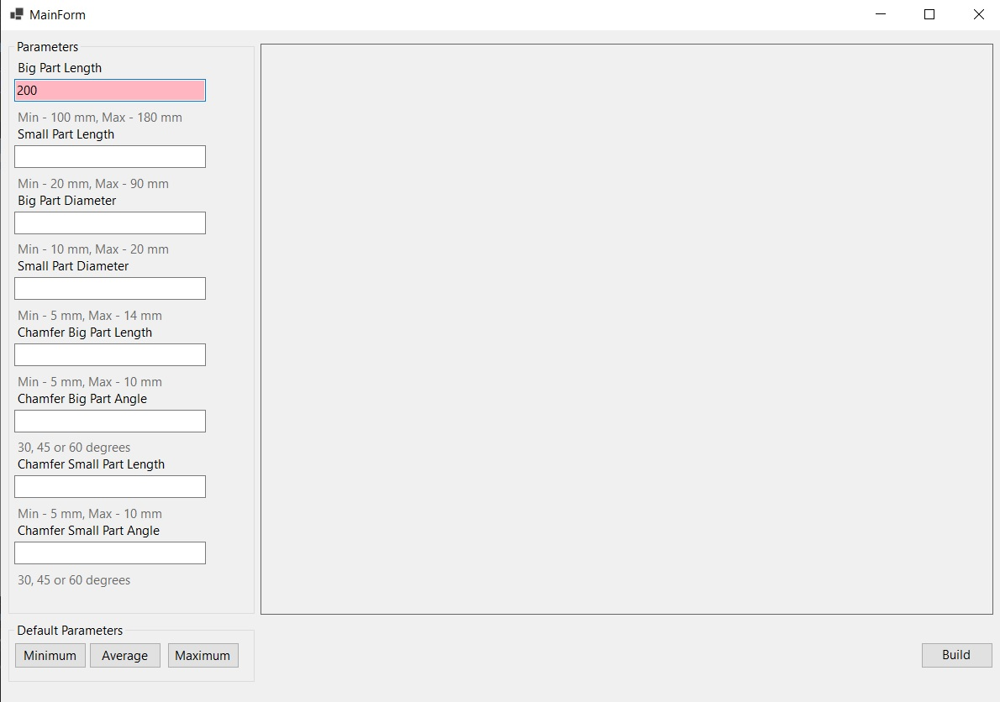 MainForm
Parameters
Big Part Length
200
Min - 100 mm, Max - 180 mm
Small Part Length
Min - 20 mm, Max - 90 mm
Big Part Diameter
Min - 10 mm, Max - 20 mm
Small Part Diameter
Min - 5 mm, Max - 14 mm
Chamfer Big Part Length
Min - 5 mm, Max - 10 mm
Chamfer Big Part Angle
30, 45 or 60 degrees
Chamfer Small Part Length
Min - 5 mm, Max - 10 mm
Chamfer Small Part Angle
30, 45 or 60 degrees
Default Parameters
Minimum Average Maximum
Build